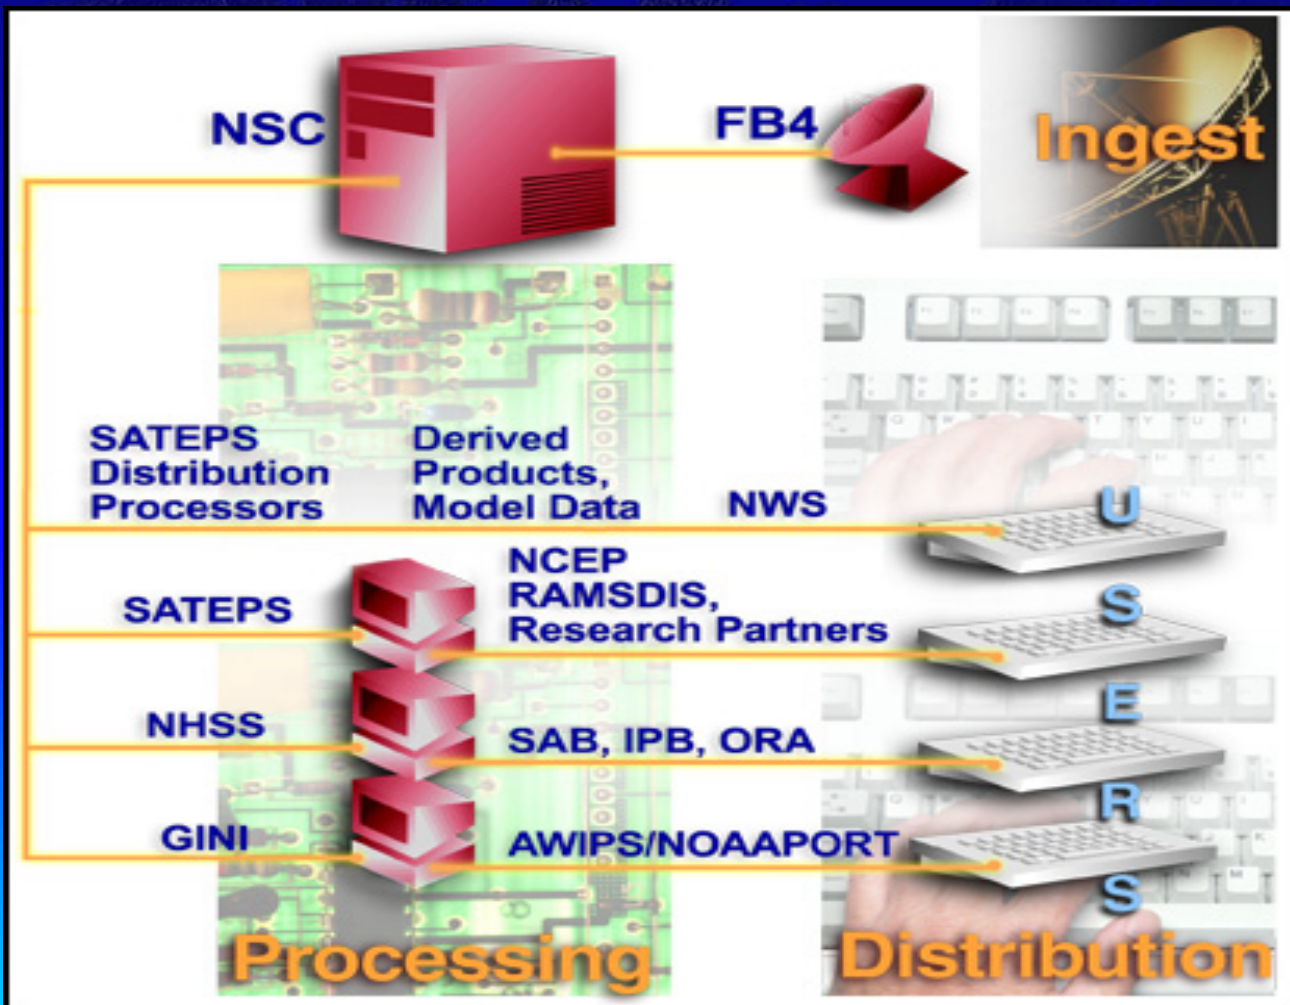 NSC
FB4
Ingest
SATEPS
Distribution
Processors
Derived
Products,
Model Data
NWS
NCEP
RAMSDIS,
Research Partners
SATEPS
NHSS
SAB, IPB, ORA
GINI
AWIPS/NOAAPORT
U
S
E
R
S
Processing
Distribution